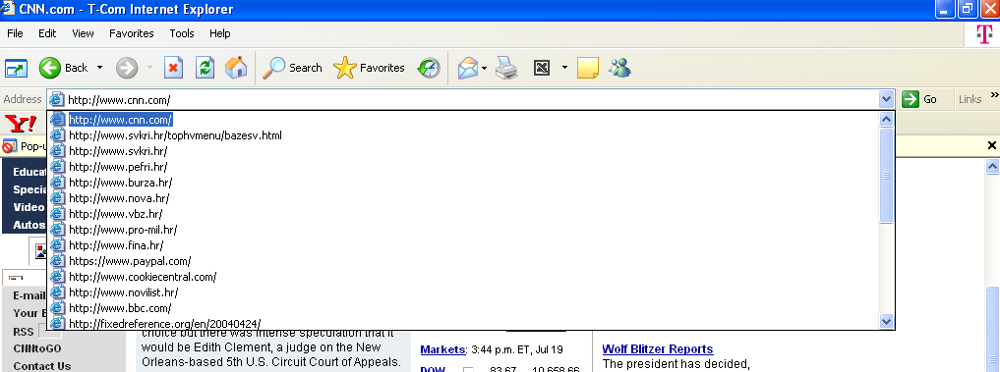 CNN.com - T-Com Internet Explorer
File Edit View Favorites Tools Help
T
Back Search Favorites
Address http://www.cnn.com/ Go Links »
Y!
http://www.cnn.com/
http://www.svkri.hr/tophvmenu/bazesv.html
http://www.svkri.hr/
http://www.pefri.hr/
http://www.burza.hr/
http://www.nova.hr/
http://www.vbz.hr/
http://www.pro-mil.hr/
http://www.fina.hr/
https://www.paypal.com/
http://www.cookiecentral.com/
http://www.novilist.hr/
http://www.bbc.com/
http://fixedreference.org/en/20040424/
Pop-u
Educat
Specia
Video
Autos
E-mail
Your E
RSS
CNNtoGO
Contact Us
choice but there was intense speculation that it
would be Edith Clement, a judge on the New
Orleans-based 5th U.S. Circuit Court of Appeals.
Markets: 3:44 p.m. ET, Jul 19
DOW 83.67 10,658.66
Wolf Blitzer Reports
The president has decided,